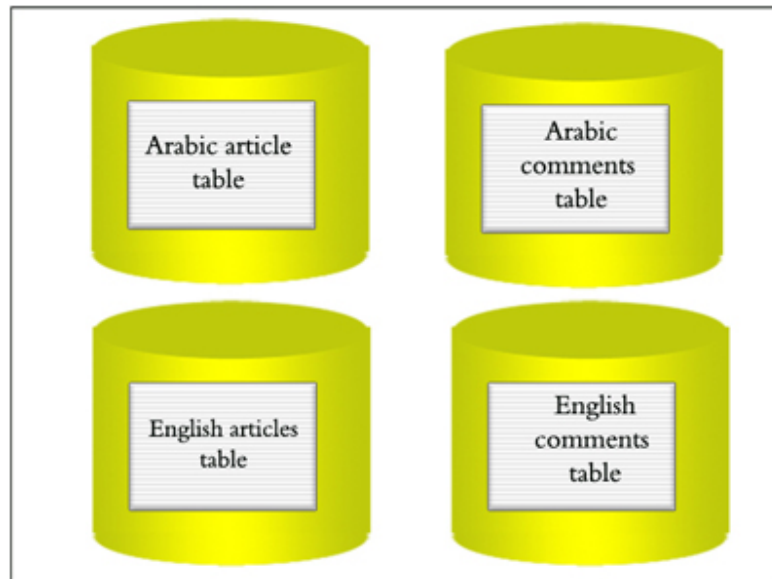 Arabic article
table
Arabic
comments
table
English articles
table
English
comments
table